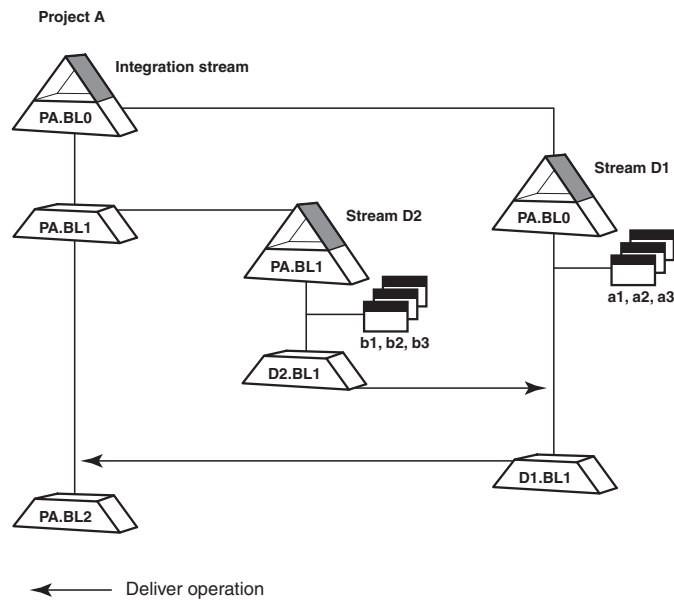 Project A
Integration stream
PA.BL0
Stream D1
PA.BL0
Stream D2
PA.BL1
PA.BL1
a1, a2, a3
b1, b2, b3
D2.BL1
D1.BL1
PA.BL2
Deliver operation